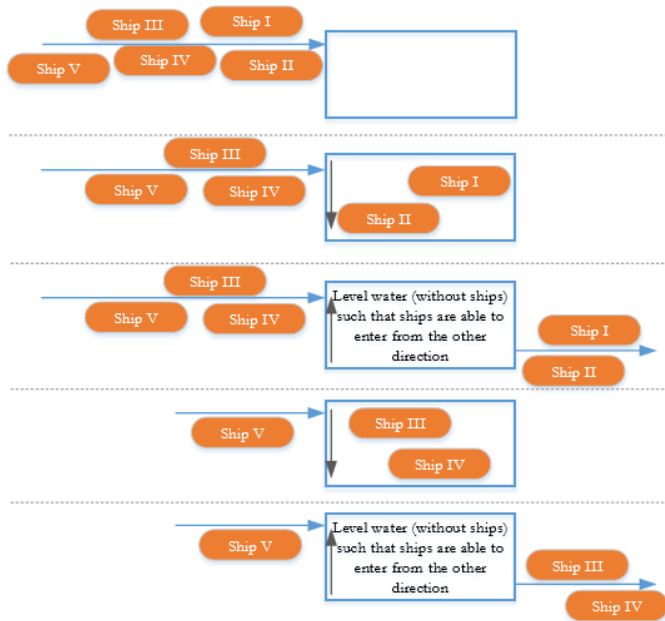 Ship III
Ship I
Ship V
Ship IV
Ship II
Ship III
Ship V
Ship IV
Ship I
Ship II
Ship III
Ship V
Ship IV
Level water (without ships)
such that ships are able to
enter from the other
direction
Ship I
Ship II
Ship V
Ship III
Ship IV
Ship V
Level water (without ships)
such that ships are able to
enter from the other
direction
Ship III
Ship IV